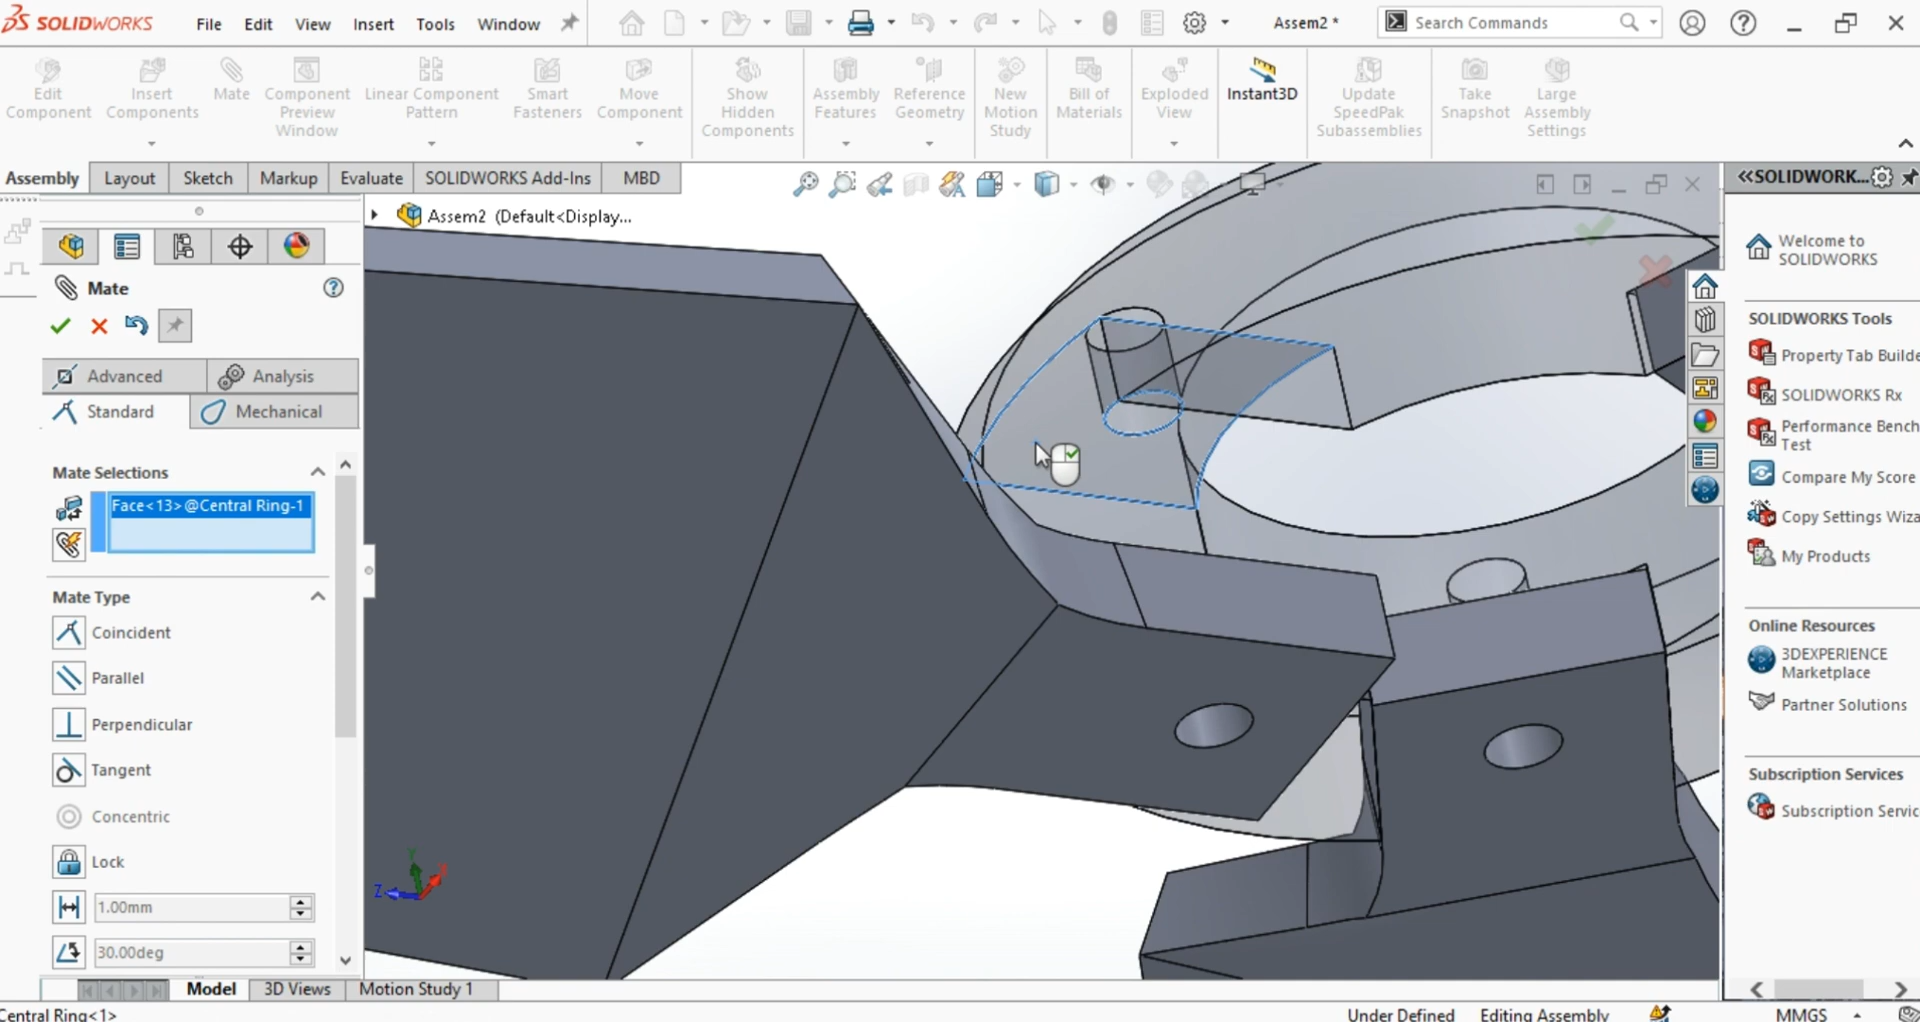 SOLIDWORKS File Edit View Insert Tools Window Assem2 * Search Commands
Edit Component
Insert Components
Mate
Component Preview Window
Linear Component Pattern
Smart Fasteners
Move Component
Show Hidden Components
Assembly Features
Reference Geometry
New Motion Study
Bill of Materials
Exploded View
Instant3D
Update SpeedPak Subassemblies
Take Snapshot
Large Assembly Settings
Assembly Layout Sketch Markup Evaluate SOLIDWORKS Add-Ins MBD
Assem2 (Default<Display...
Mate
Advanced Analysis
Standard Mechanical
Mate Selections
Face<13>@Central Ring-1
Mate Type
Coincident
Parallel
Perpendicular
Tangent
Concentric
Lock
1.00mm
30.00deg
Y
Z
Model 3D Views Motion Study 1
Central Ring<1> Under Defined Editing Assembly MMGS
«SOLIDWORK...
Welcome to
SOLIDWORKS
SOLIDWORKS Tools
Property Tab Builde
SOLIDWORKS Rx
Performance Bench
Test
Compare My Score
Copy Settings Wiza
My Products
Online Resources
3DEXPERIENCE
Marketplace
Partner Solutions
Subscription Services
Subscription Servic